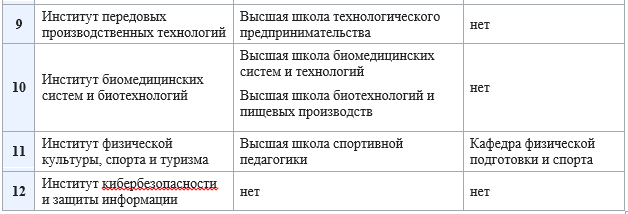 9
Институт передовых
производственных технологий
Высшая школа технологического
предпринимательства
нет
10
Институт биомедицинских
систем и биотехнологий
Высшая школа биомедицинских
систем и технологий
Высшая школа биотехнологий и
пищевых производств
нет
11
Институт физической
культуры, спорта и туризма
Высшая школа спортивной
педагогики
Кафедра физической
подготовки и спорта
12
Институт кибербезопасности
и защиты информации
нет
нет